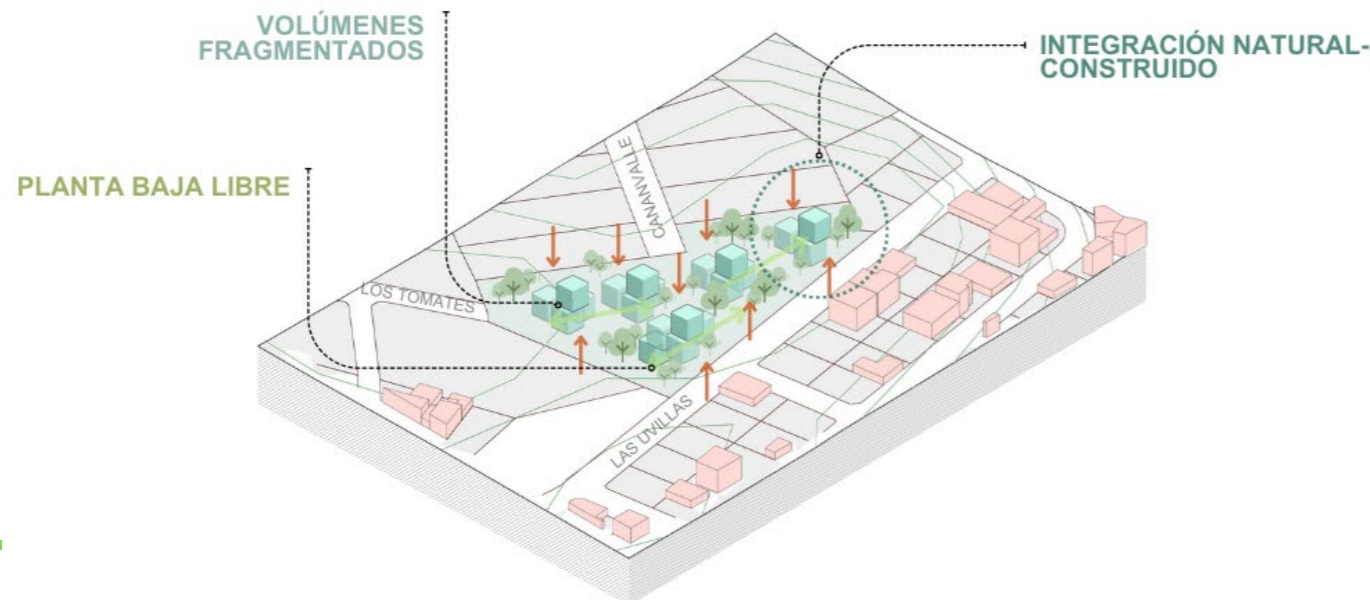 VOLÚMENES
FRAGMENTADOS
INTEGRACIÓN NATURAL-
CONSTRUIDO
PLANTA BAJA LIBRE
CANANVALLE
LOS TOMATES
LAS UVILLAS